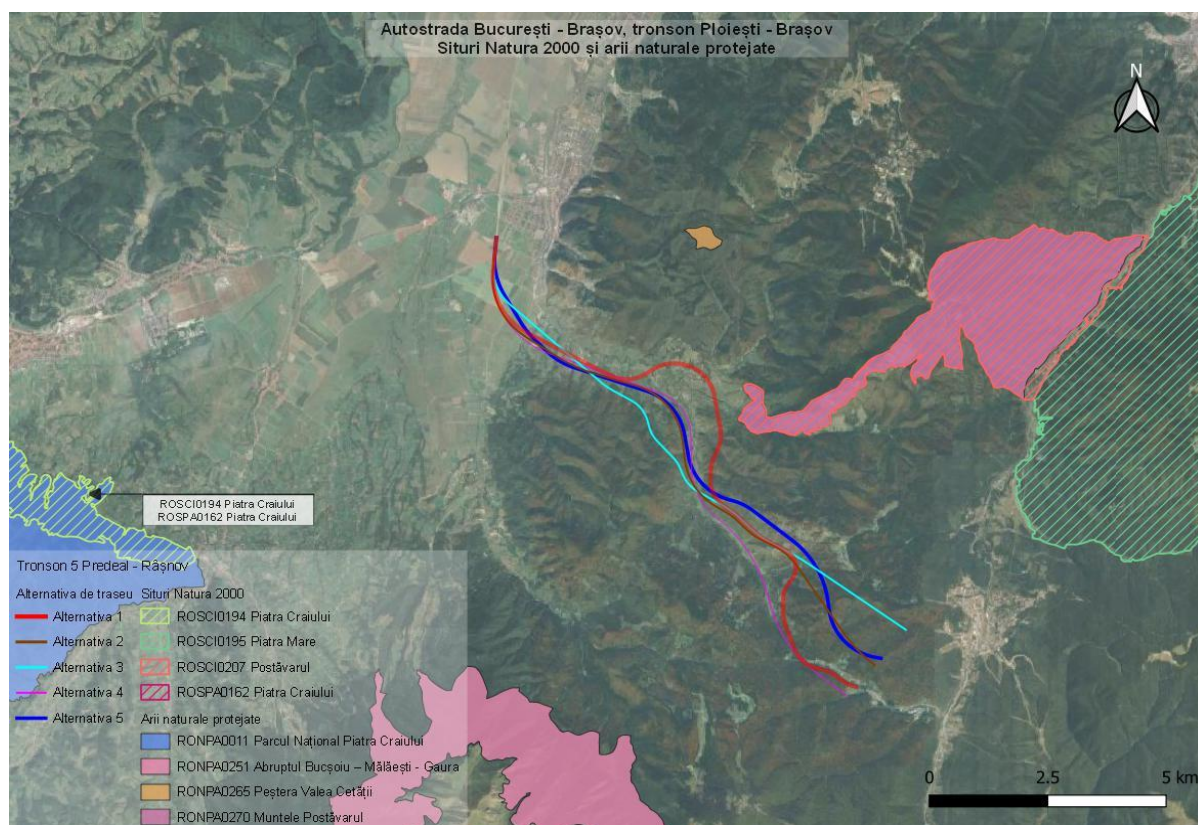 Autostrada București - Brașov, tronson Ploiești - Brașov
Situri Natura 2000 și arii naturale protejate
N
ROSCI0194 Piatra Craiului
ROSPA0162 Piatra Craiului
Tronson 5 Predeal - Râșnov
Alternativa de traseu
Alternativa 1
Alternativa 2
Alternativa 3
Alternativa 4
Alternativa 5
Situri Natura 2000
ROSCI0194 Piatra Craiului
ROSCI0195 Piatra Mare
ROSCI0207 Postăvarul
ROSPA0162 Piatra Craiului
Arii naturale protejate
RONPA0011 Parcul Național Piatra Craiului
RONPA0251 Abruptul Bucșoiu – Mălăești - Gaura
RONPA0265 Peștera Valea Cetății
RONPA0270 Muntele Postăvarul
0 2.5 5 km